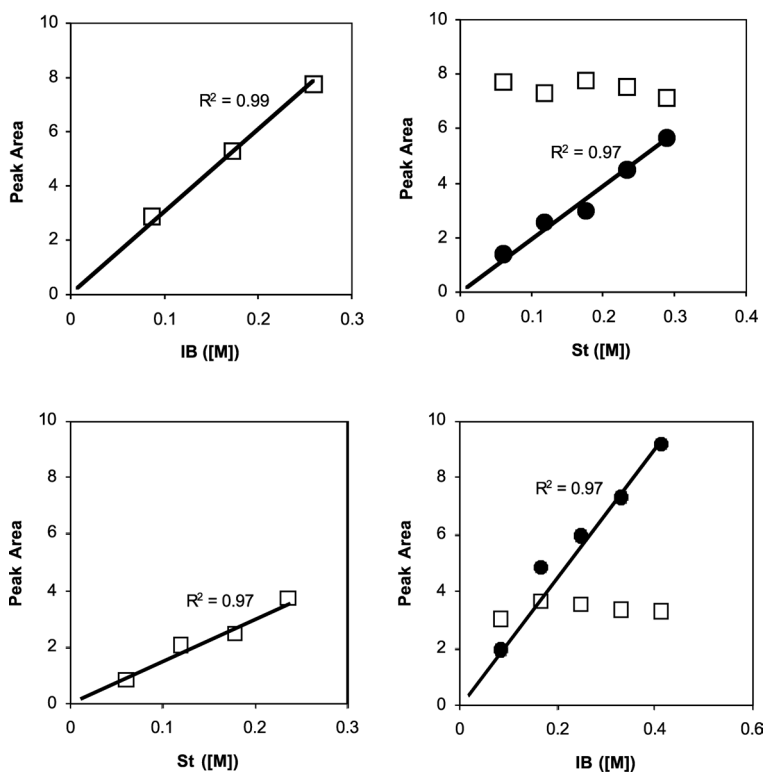 Peak Area
10
8
6
4
2
0
R² = 0.99
0 0.1 0.2 0.3
IB ([M])
Peak Area
10
8
6
4
2
0
R² = 0.97
0 0.1 0.2 0.3 0.4
St ([M])
Peak Area
10
8
6
4
2
0
R² = 0.97
0 0.1 0.2 0.3
St ([M])
Peak Area
10
8
6
4
2
0
R² = 0.97
0 0.2 0.4 0.6
IB ([M])